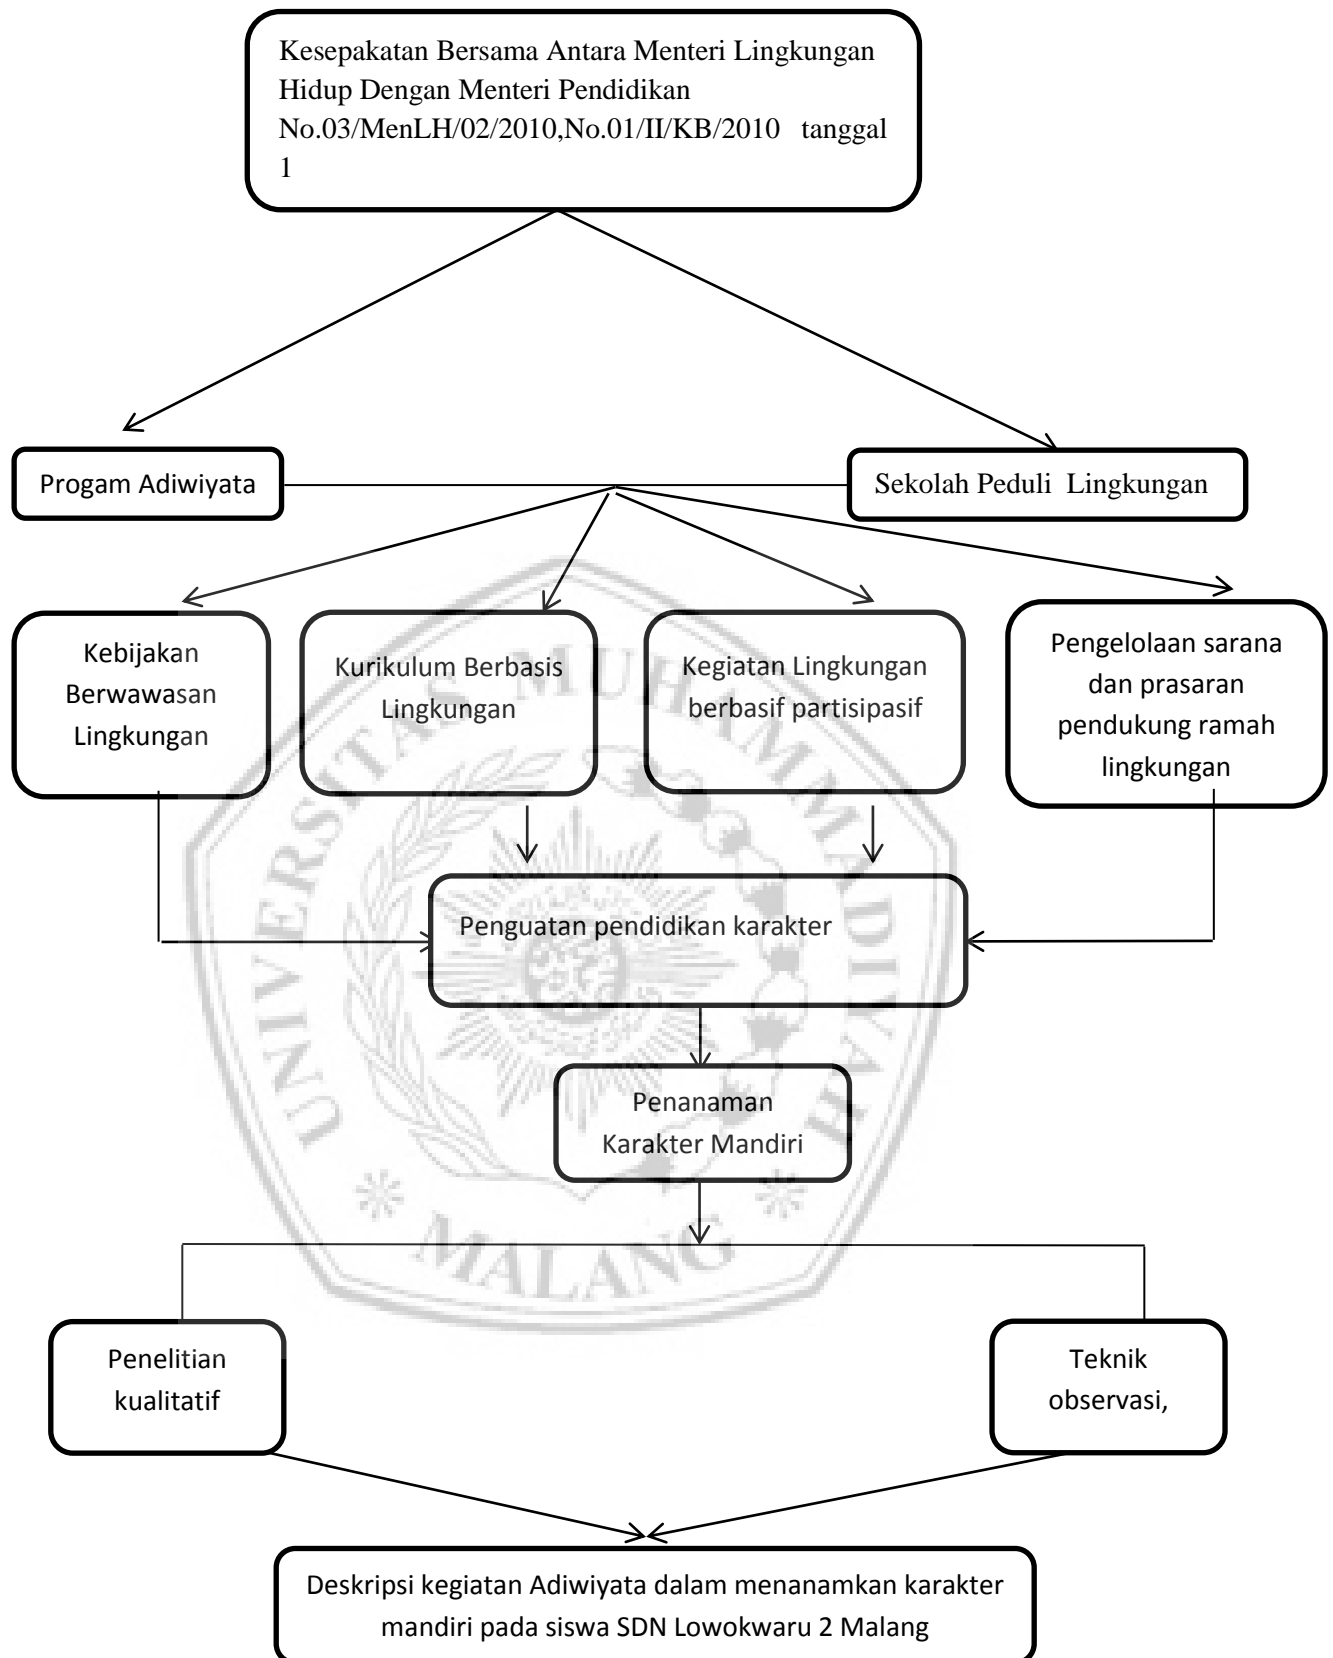 Kesepakatan Bersama Antara Menteri Lingkungan
Hidup Dengan Menteri Pendidikan
No.03/MenLH/02/2010,No.01/II/KB/2010 tanggal
1
Progam Adiwiyata
Sekolah Peduli Lingkungan
Kebijakan
Berwawasan
Lingkungan
Kurikulum Berbasis
Lingkungan
Kegiatan Lingkungan
berbasif partisipasif
Pengelolaan sarana
dan prasaran
pendukung ramah
lingkungan
Penguatan pendidikan karakter
Penanaman
Karakter Mandiri
Penelitian
kualitatif
Teknik
observasi,
Deskripsi kegiatan Adiwiyata dalam menanamkan karakter
mandiri pada siswa SDN Lowokwaru 2 Malang
UNIVERSITAS MUHAMMADIYAH
MALANG